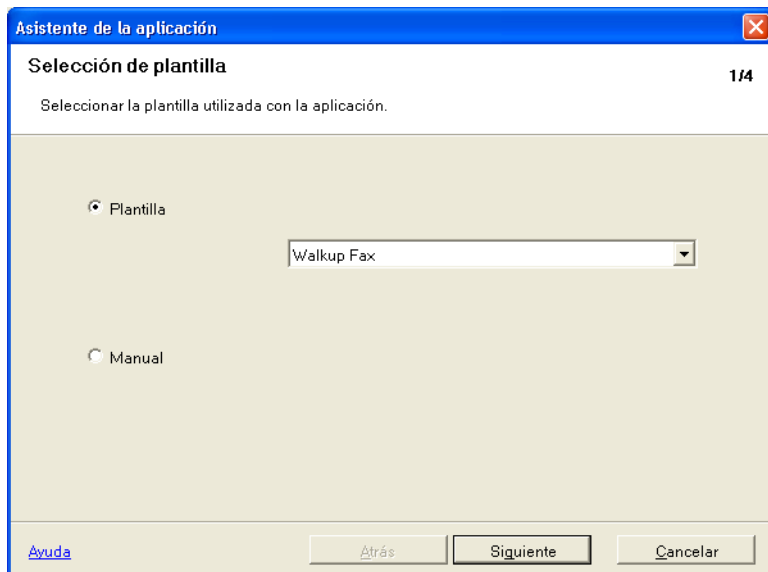 Asistente de la aplicación
Selección de plantilla
1/4
Seleccionar la plantilla utilizada con la aplicación.
Plantilla
Walkup Fax
Manual
Ayuda
Atrás
Siguiente
Cancelar